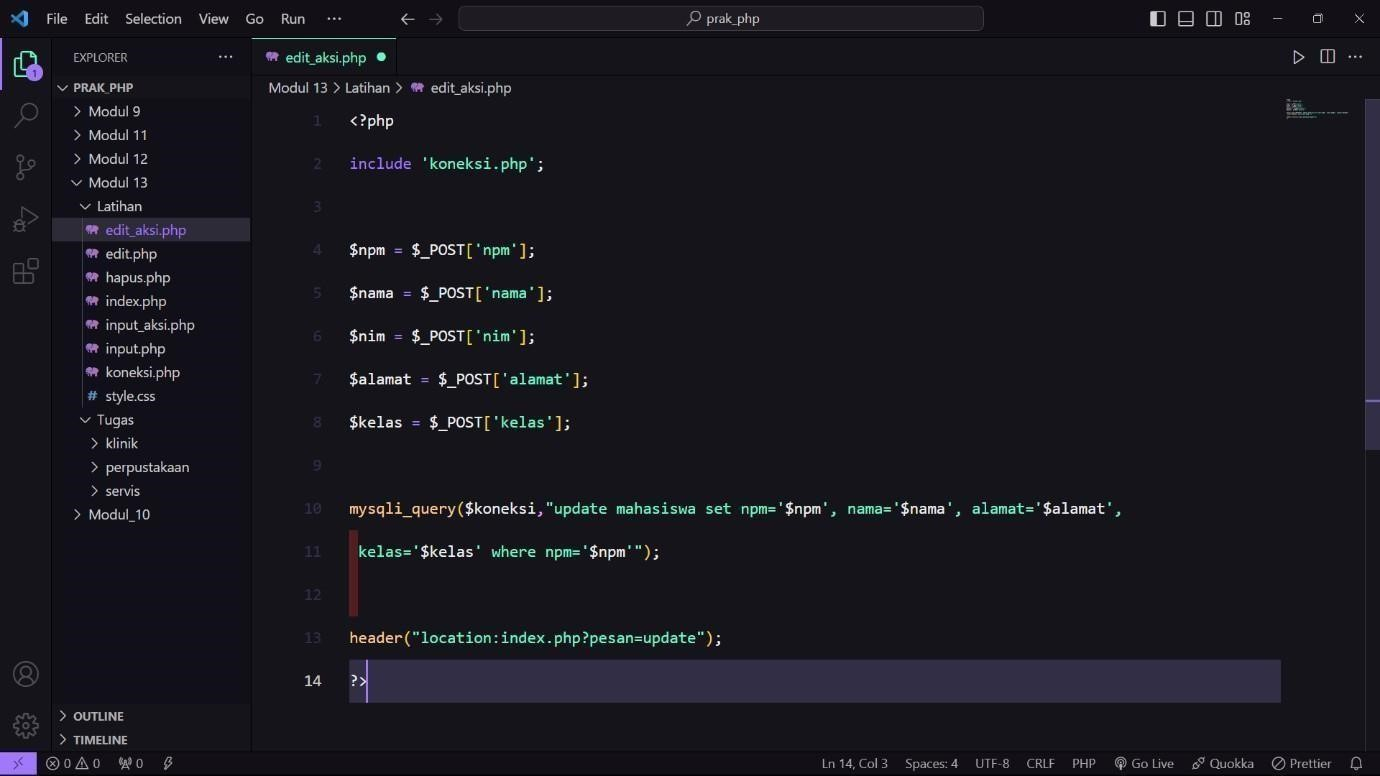 File Edit Selection View Go Run ··· prak_php
EXPLORER ···
PRAK_PHP
Modul 9
Modul 11
Modul 12
Modul 13
Latihan
edit_aksi.php
edit.php
hapus.php
index.php
input_aksi.php
input.php
koneksi.php
# style.css
Tugas
klinik
perpustakaan
servis
Modul_10
OUTLINE
TIMELINE
1
edit_aksi.php
Modul 13 > Latihan > edit_aksi.php
1 <?php
2 include 'koneksi.php';
3
4 $npm = $_POST['npm'];
5 $nama = $_POST['nama'];
6 $nim = $_POST['nim'];
7 $alamat = $_POST['alamat'];
8 $kelas = $_POST['kelas'];
9
10 mysqli_query($koneksi,"update mahasiswa set npm='$npm', nama='$nama', alamat='$alamat',
11 kelas='$kelas' where npm='$npm'");
12
13 header("location:index.php?pesan=update");
14 ?>
0 0 0 Ln 14, Col 3 Spaces: 4 UTF-8 CRLF PHP Go Live Quokka Prettier